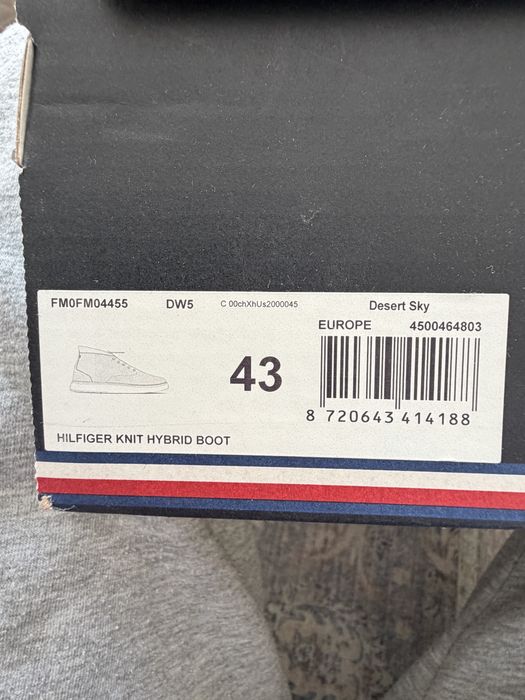 FM0FM04455 DW5 C 00chXhUs2000045 Desert Sky
EUROPE 4500464803
43
8 720643 414188
HILFIGER KNIT HYBRID BOOT